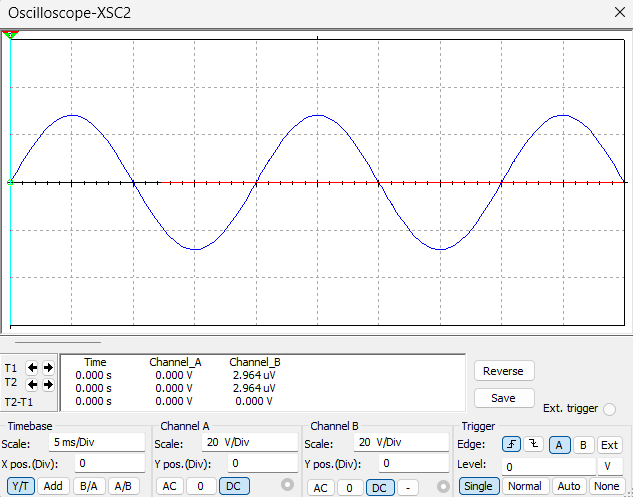 Oscilloscope-XSC2
Time Channel_A Channel_B
T1 0.000 s 0.000 V 2.964 uV
T2 0.000 s 0.000 V 2.964 uV
T2-T1 0.000 s 0.000 V 0.000 V
Reverse
Save
Ext. trigger
Timebase Channel A Channel B Trigger
Scale: 5 ms/Div Scale: 20 V/Div Scale: 20 V/Div Edge: A B Ext
X pos.(Div): 0 Y pos.(Div): 0 Y pos.(Div): 0 Level: 0 V
Y/T Add B/A A/B AC 0 DC AC 0 DC - Single Normal Auto None